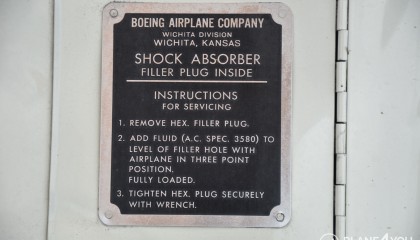 BOEING AIRPLANE COMPANY
WICHITA DIVISION
WICHITA, KANSAS
SHOCK ABSORBER
FILLER PLUG INSIDE
INSTRUCTIONS
FOR SERVICING
1. REMOVE HEX. FILLER PLUG.
2. ADD FLUID (A.C. SPEC. 3580) TO
LEVEL OF FILLER HOLE WITH
AIRPLANE IN THREE POINT
POSITION.
FULLY LOADED.
3. TIGHTEN HEX. PLUG SECURELY
WITH WRENCH.
PLANE4YOU